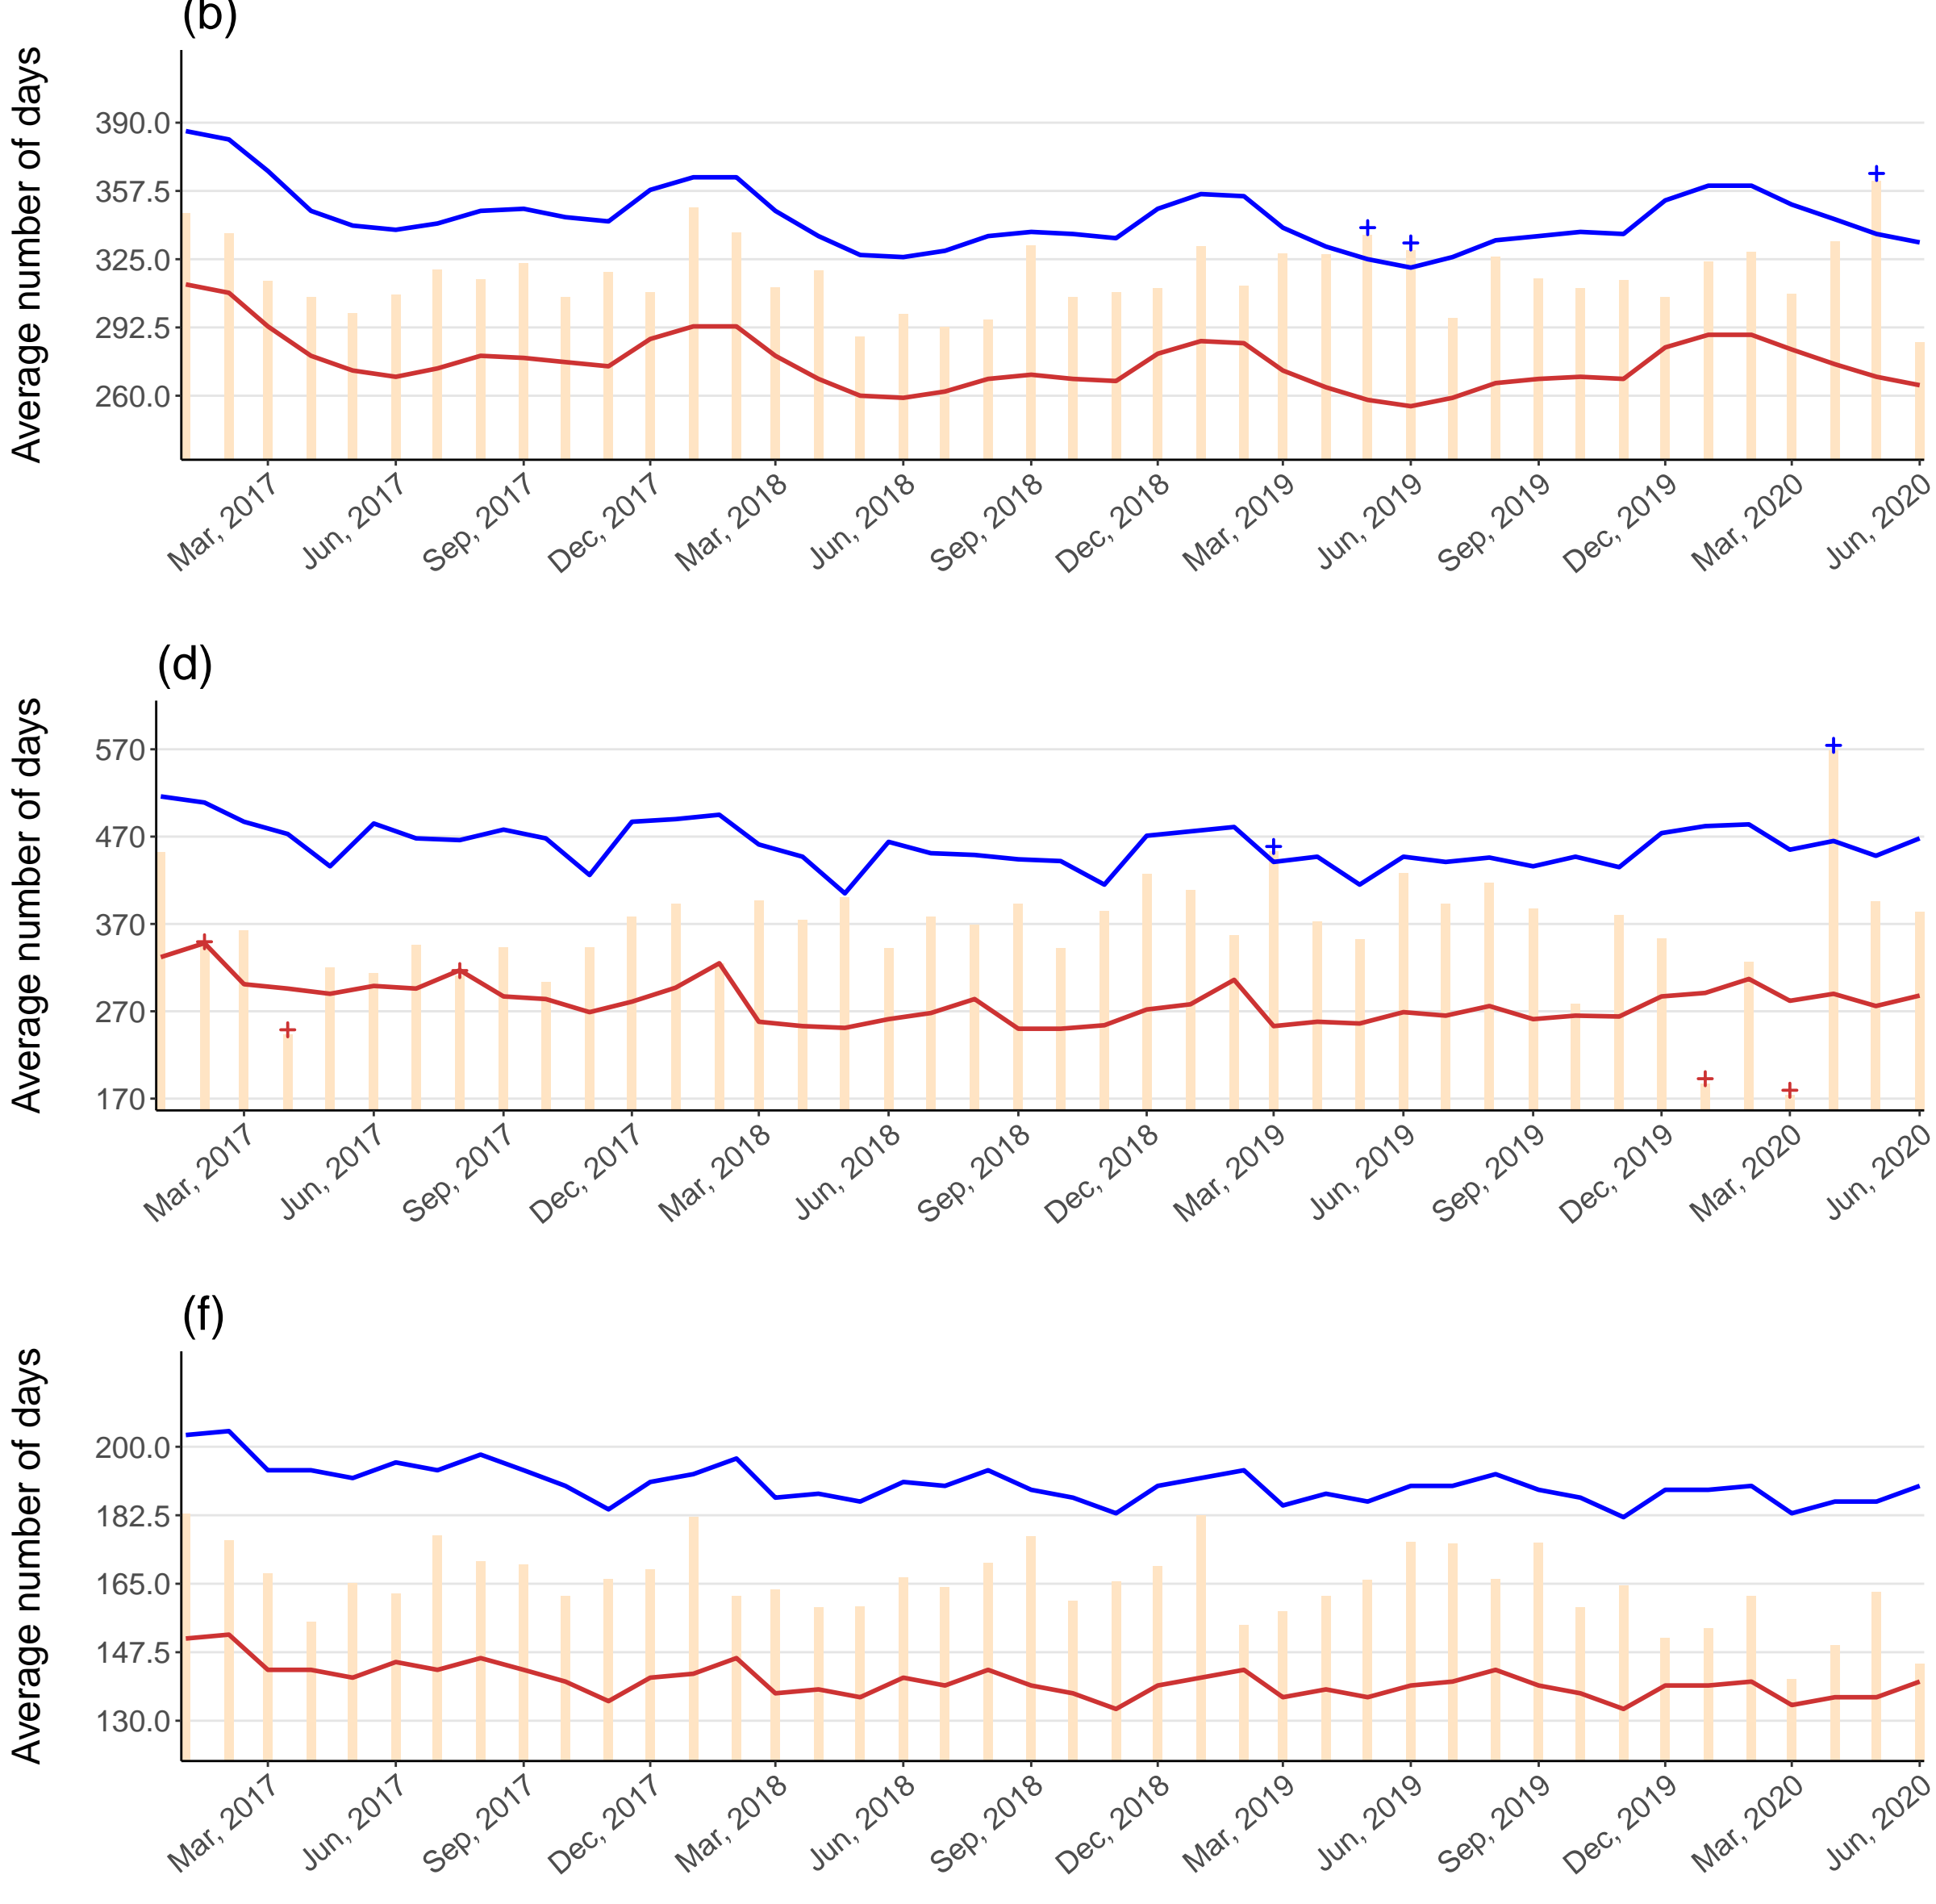 (b)
Average number of days
390.0
357.5
325.0
292.5
260.0
Mar, 2017 Jun, 2017 Sep, 2017 Dec, 2017 Mar, 2018 Jun, 2018 Sep, 2018 Dec, 2018 Mar, 2019 Jun, 2019 Sep, 2019 Dec, 2019 Mar, 2020 Jun, 2020
(d)
Average number of days
570
470
370
270
170
Mar, 2017 Jun, 2017 Sep, 2017 Dec, 2017 Mar, 2018 Jun, 2018 Sep, 2018 Dec, 2018 Mar, 2019 Jun, 2019 Sep, 2019 Dec, 2019 Mar, 2020 Jun, 2020
(f)
Average number of days
200.0
182.5
165.0
147.5
130.0
Mar, 2017 Jun, 2017 Sep, 2017 Dec, 2017 Mar, 2018 Jun, 2018 Sep, 2018 Dec, 2018 Mar, 2019 Jun, 2019 Sep, 2019 Dec, 2019 Mar, 2020 Jun, 2020